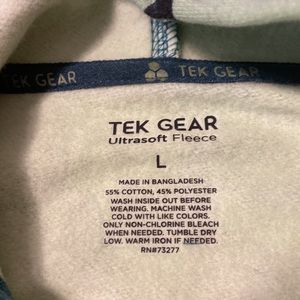 TEK GEAR TEK GEAR
TEK GEAR
Ultrasoft Fleece
L
MADE IN BANGLADESH
55% COTTON, 45% POLYESTER
WASH INSIDE OUT BEFORE
WEARING. MACHINE WASH
COLD WITH LIKE COLORS.
ONLY NON-CHLORINE BLEACH
WHEN NEEDED. TUMBLE DRY
LOW. WARM IRON IF NEEDED.
RN#73277